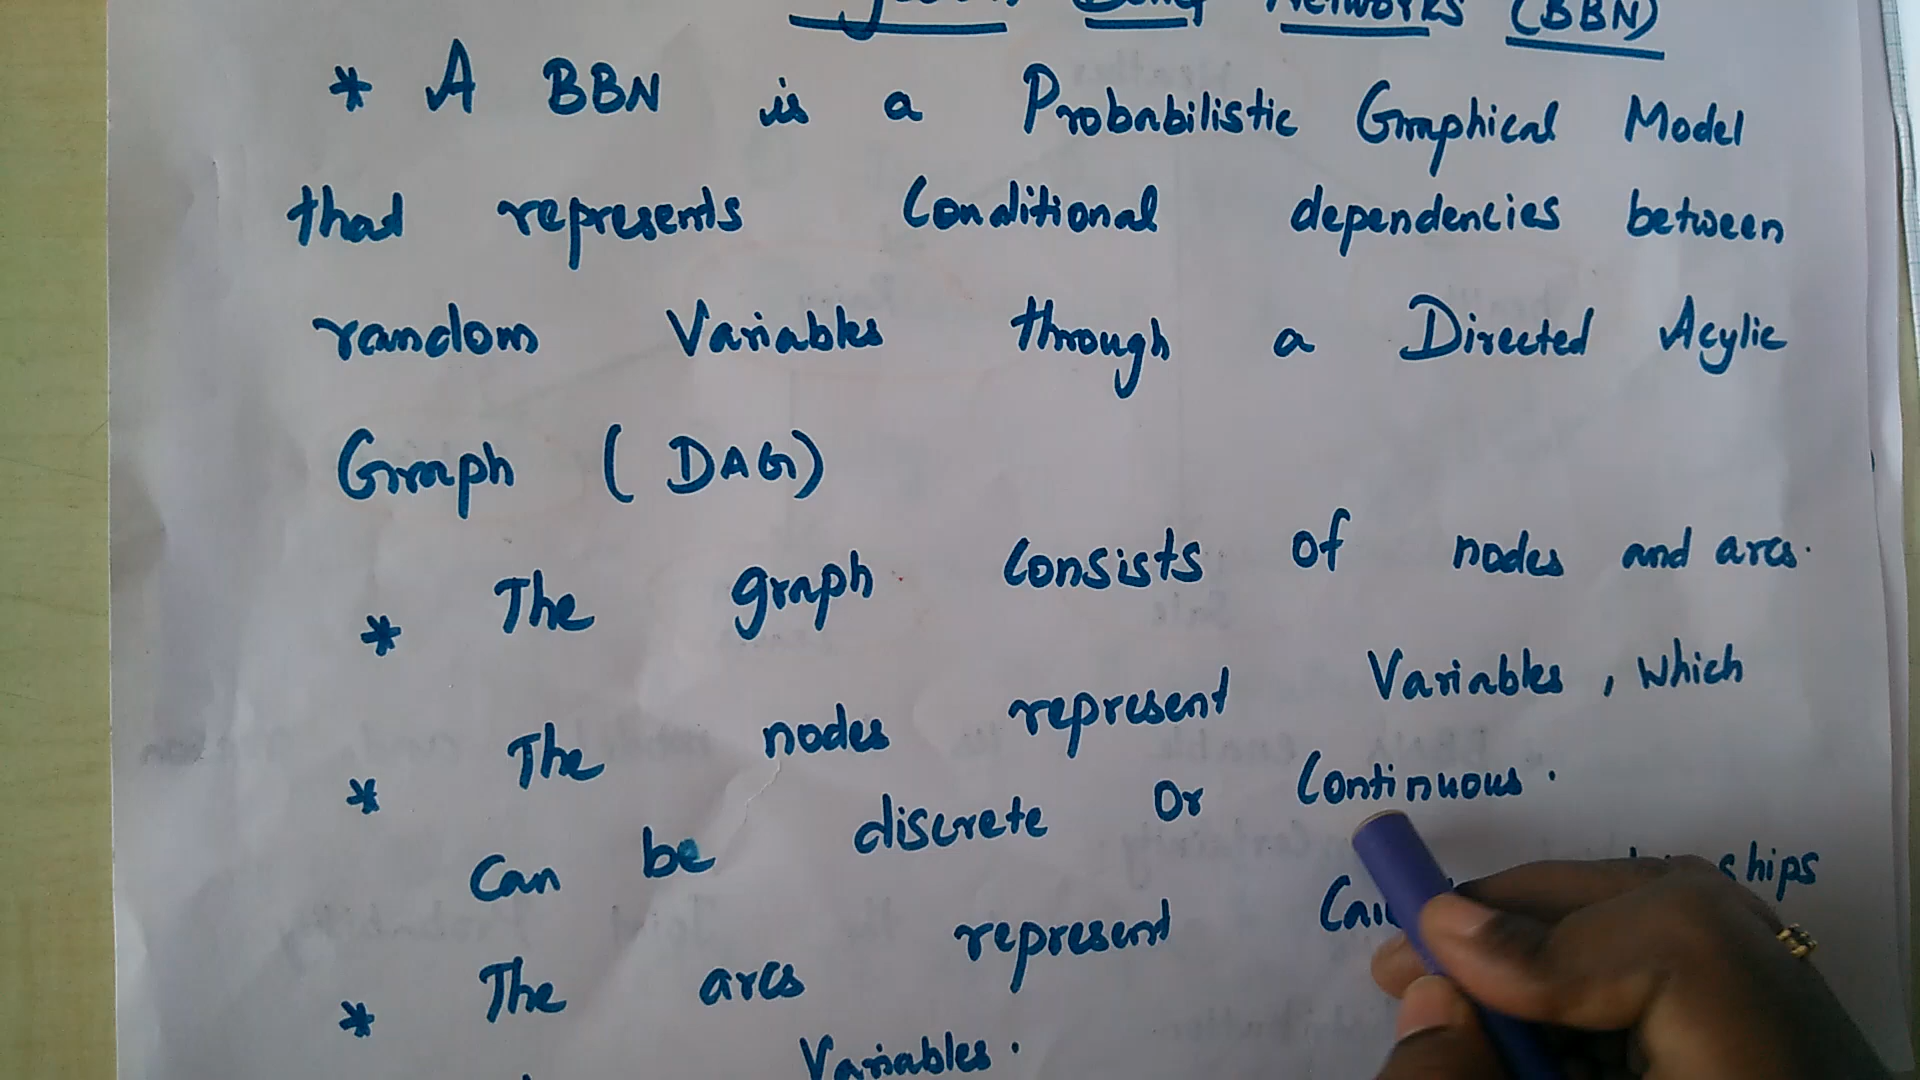 Networks (BBN)
* A BBN is a Probabilistic Graphical Model
that represents Conditional dependencies between
random Variables through a Directed Acylic
Graph ( DAG)
* The graph consists of nodes and arcs.
* The nodes represent Variables, which
can be discrete Or Continuous.
* The arcs represent
Variables.